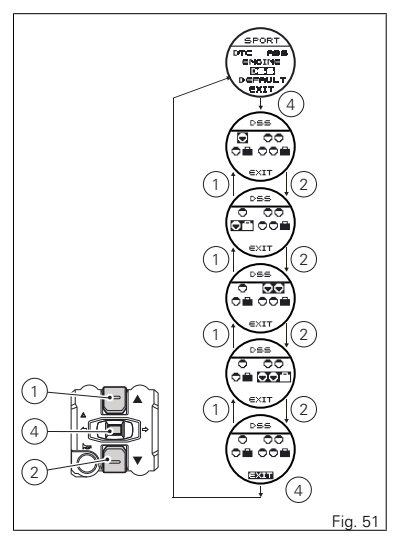 SPORT
DTC ABS
ENGINE
DSS
DEFAULT
EXIT
4
DSS
EXIT
1 2
DSS
EXIT
1 2
DSS
EXIT
1 2
DSS
EXIT
1 2
DSS
EXIT
4
1
4
2
Fig. 51